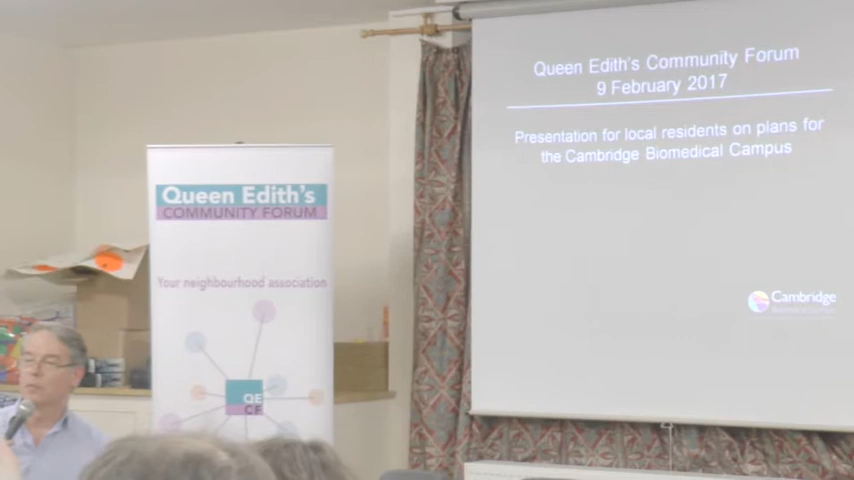 Queen Edith's
COMMUNITY FORUM
Your neighbourhood association
QE
CF
Queen Edith's Community Forum
9 February 2017
Presentation for local residents on plans for
the Cambridge Biomedical Campus
Cambridge